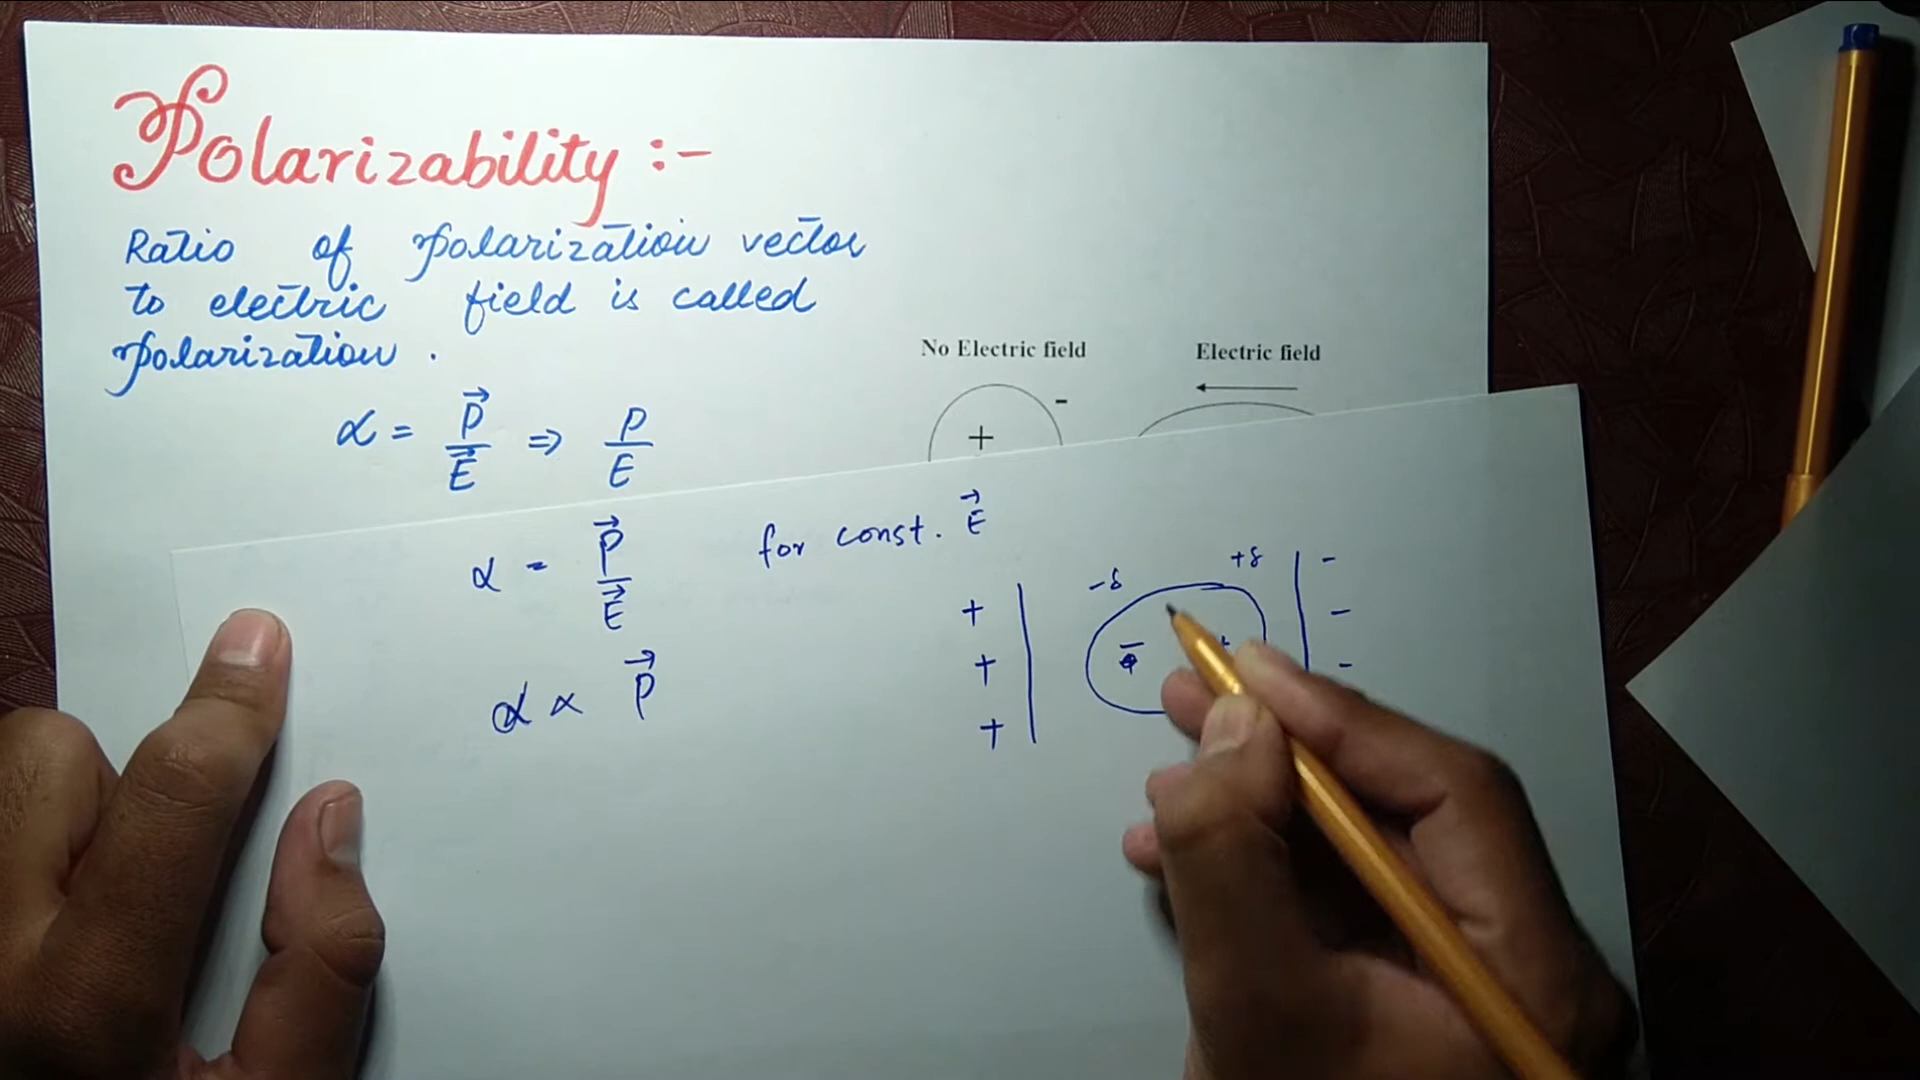 Polarizability :-
Ratio of polarization vector
to electric field is called
polarization .
No Electric field
Electric field
-
+
α = P⃗ / E⃗ ⇒ P / E
α = P⃗ / E⃗ for const. E⃗
α ∝ P⃗
-δ +δ
+ -
+ - + -
+ -